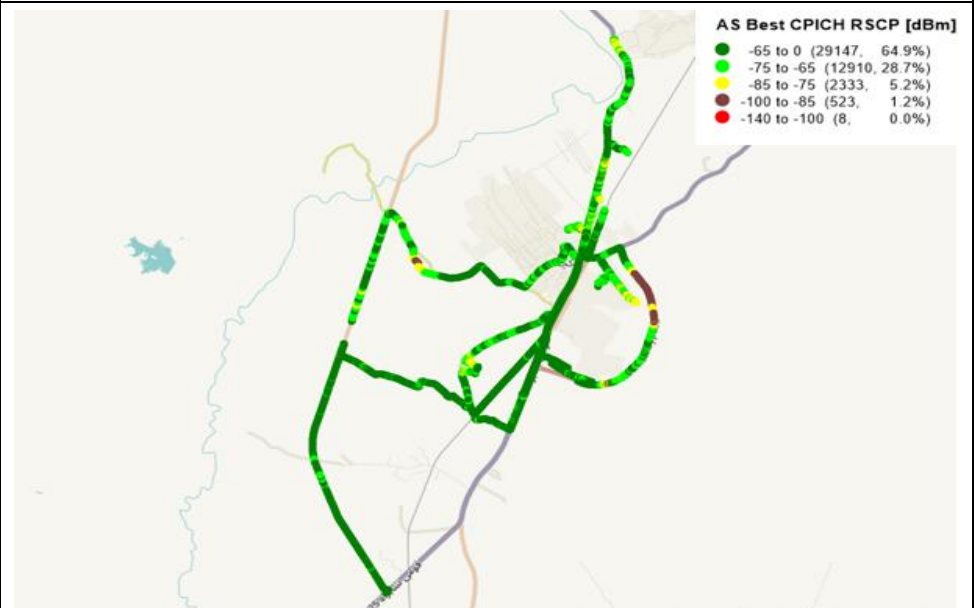 AS Best CPICH RSCP [dBm]
-65 to 0 (29147, 64.9%)
-75 to -65 (12910, 28.7%)
-85 to -75 (2333, 5.2%)
-100 to -85 (523, 1.2%)
-140 to -100 (8, 0.0%)